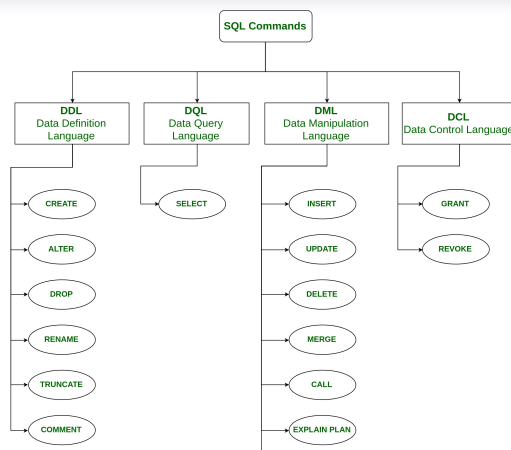 SQL Commands
DDL
Data Definition
Language
DQL
Data Query
Language
DML
Data Manipulation
Language
DCL
Data Control Language
CREATE
SELECT
INSERT
GRANT
ALTER
UPDATE
REVOKE
DROP
DELETE
RENAME
MERGE
TRUNCATE
CALL
COMMENT
EXPLAIN PLAN